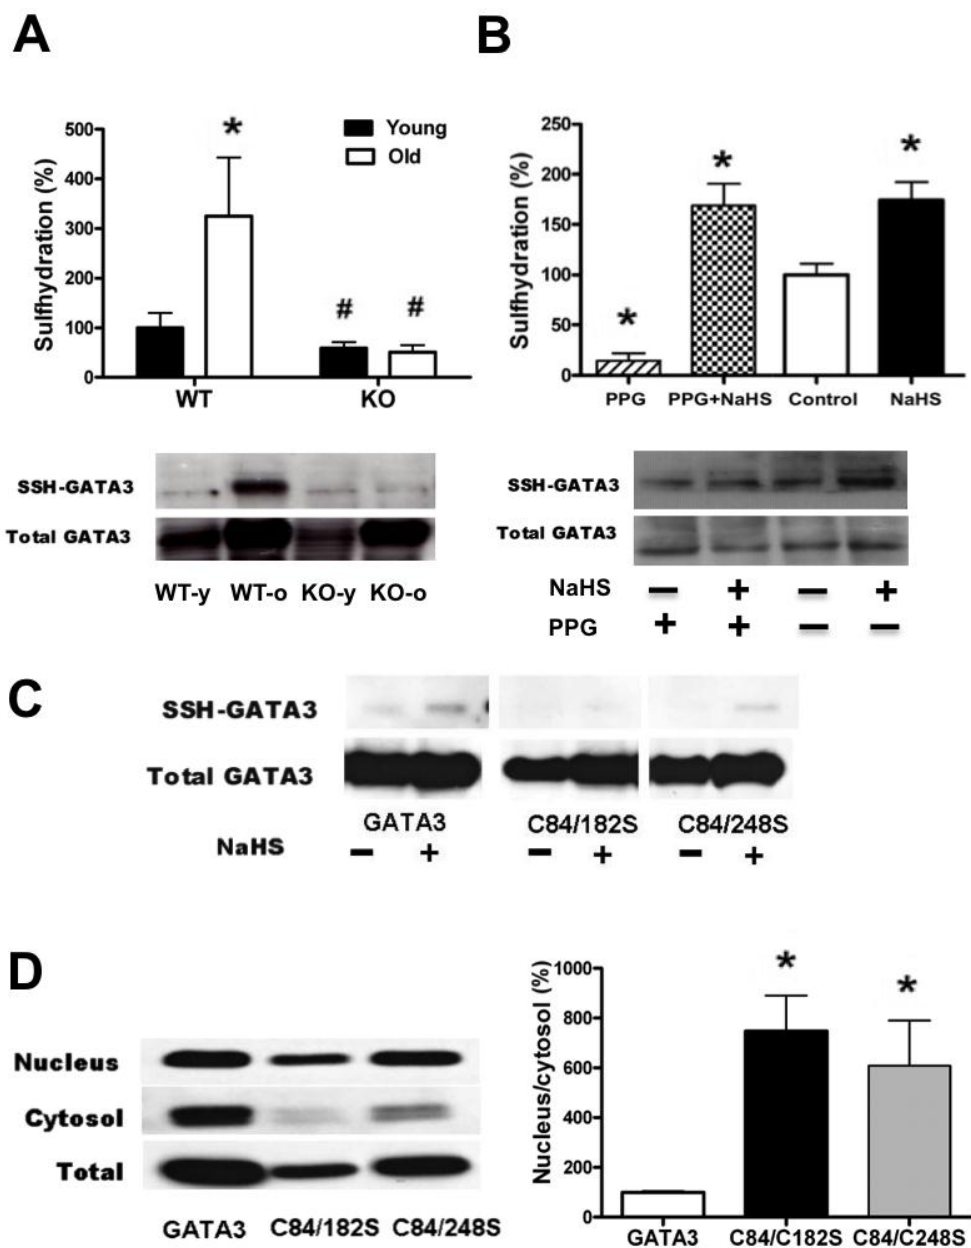 A
500
400
300
200
100
0
Sulfhydration (%)
Young
Old
*
#
#
WT
KO
SSH-GATA3
Total GATA3
WT-y WT-o KO-y KO-o
B
250
200
150
100
50
0
Sulfhydration (%)
*
*
*
PPG PPG+NaHS Control NaHS
SSH-GATA3
Total GATA3
NaHS − + − +
PPG + + − −
C
SSH-GATA3
Total GATA3
GATA3 C84/182S C84/248S
NaHS − + − + − +
D
Nucleus
Cytosol
Total
GATA3 C84/182S C84/248S
1000
800
600
400
200
0
Nucleus/cytosol (%)
*
*
GATA3 C84/C182S C84/C248S